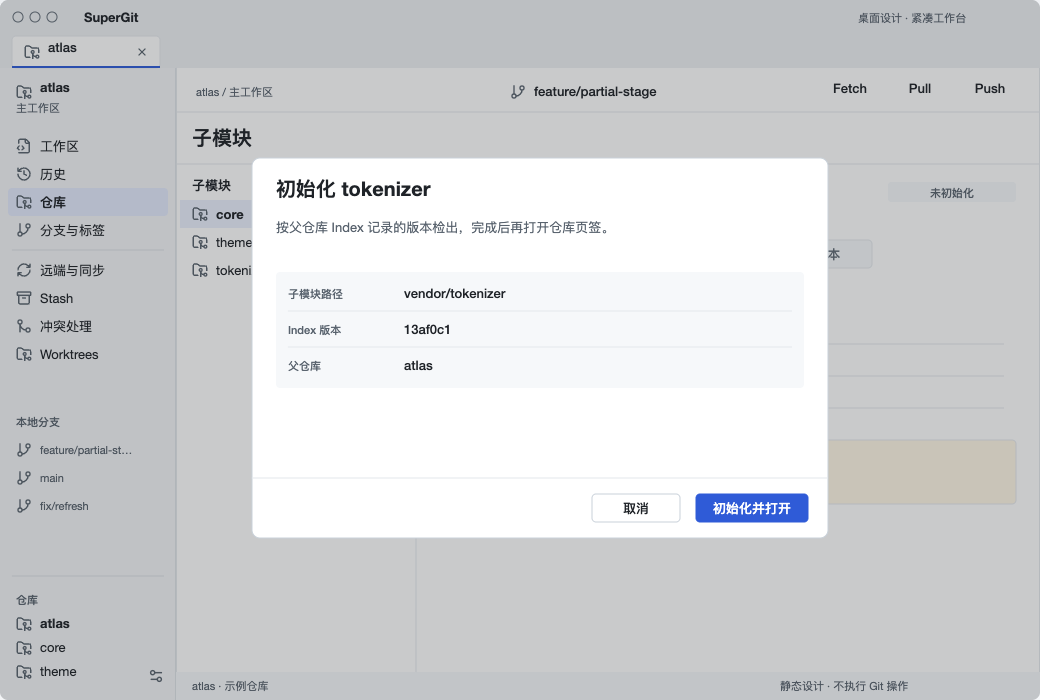 SuperGit
桌面设计 · 紧凑工作台
atlas
atlas
主工作区
atlas / 主工作区
feature/partial-stage
Fetch
Pull
Push
工作区
历史
仓库
分支与标签
远端与同步
Stash
冲突处理
Worktrees
本地分支
feature/partial-st…
main
fix/refresh
仓库
atlas
core
theme
子模块
子模块
core
theme
tokeni
未初始化
本
初始化 tokenizer
按父仓库 Index 记录的版本检出，完成后再打开仓库页签。
子模块路径 vendor/tokenizer
Index 版本 13af0c1
父仓库 atlas
取消
初始化并打开
atlas · 示例仓库
静态设计 · 不执行 Git 操作